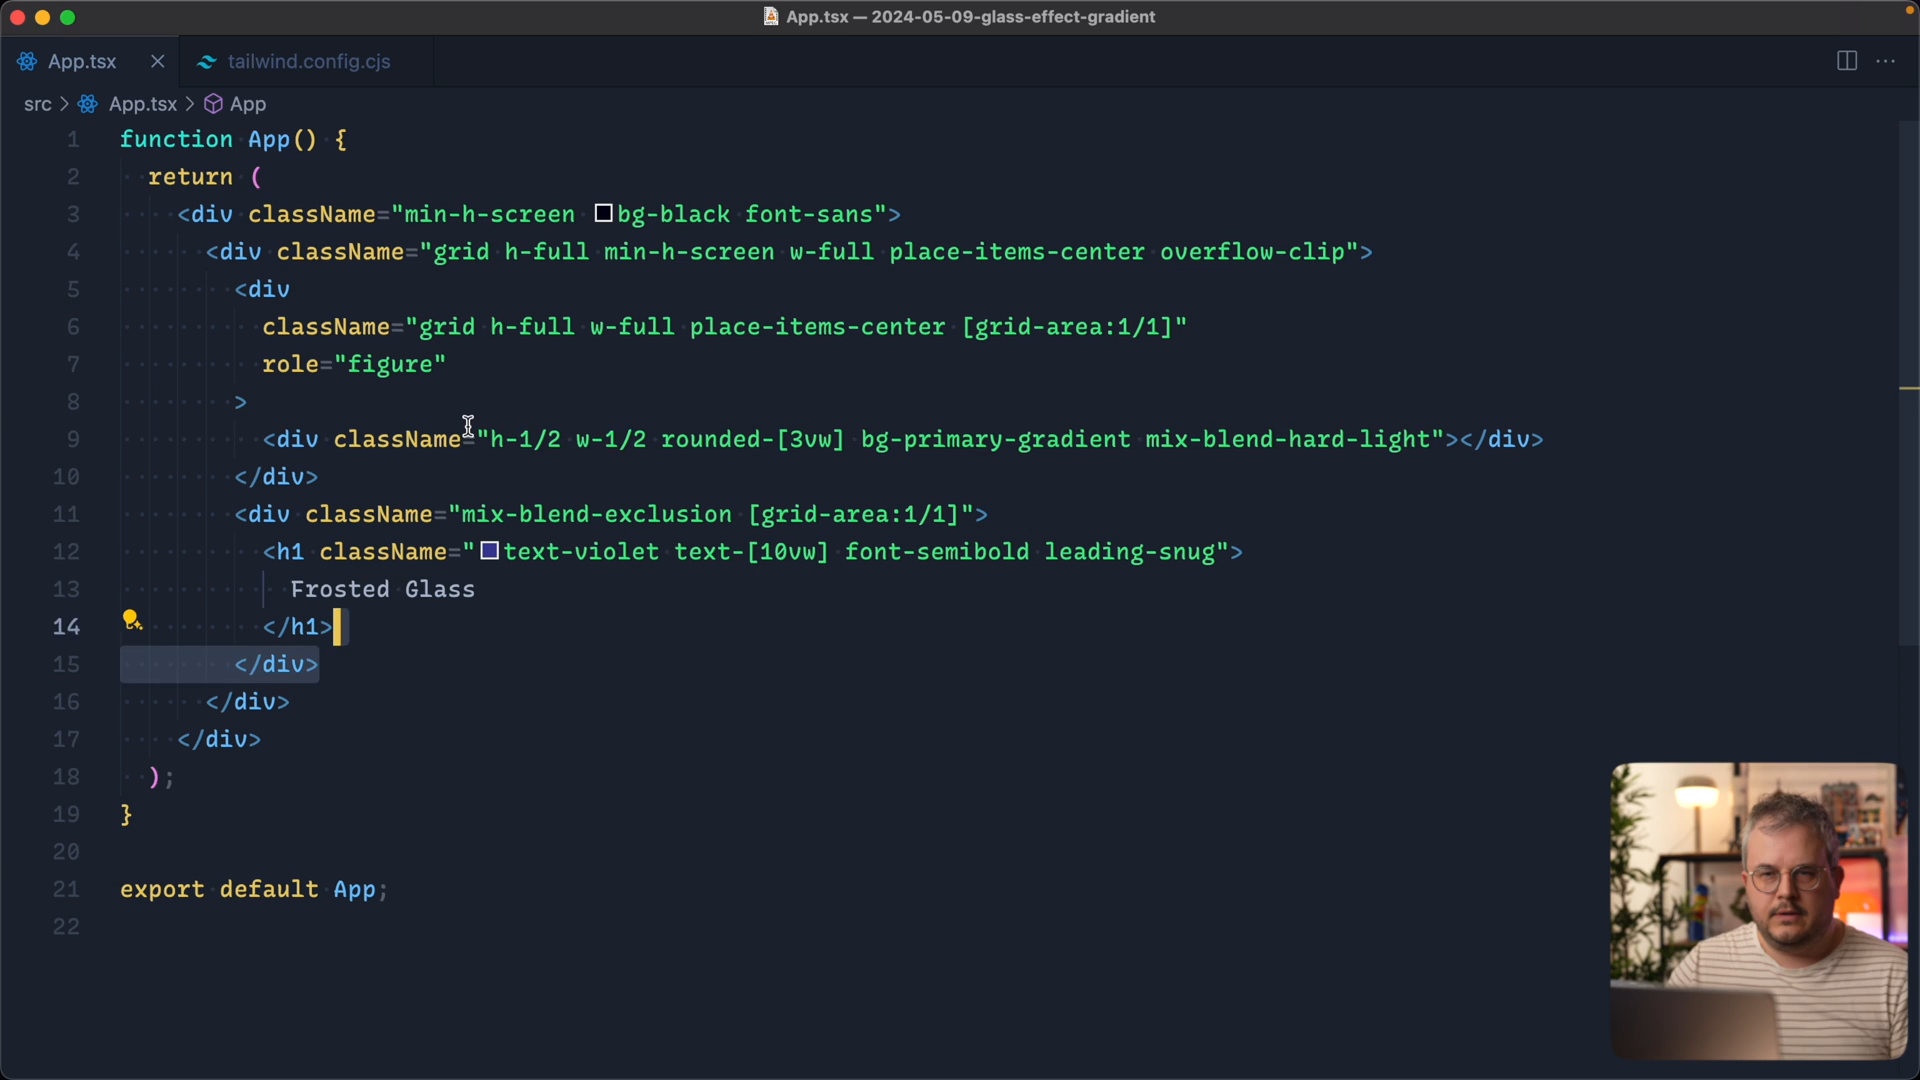 App.tsx — 2024-05-09-glass-effect-gradient
App.tsx
tailwind.config.cjs
src > App.tsx > App
1 function App() {
2 return (
3 <div className="min-h-screen bg-black font-sans">
4 <div className="grid h-full min-h-screen w-full place-items-center overflow-clip">
5 <div
6 className="grid h-full w-full place-items-center [grid-area:1/1]"
7 role="figure"
8 >
9 <div className="h-1/2 w-1/2 rounded-[3vw] bg-primary-gradient mix-blend-hard-light"></div>
10 </div>
11 <div className="mix-blend-exclusion [grid-area:1/1]">
12 <h1 className="text-violet text-[10vw] font-semibold leading-snug">
13 Frosted Glass
14 </h1>
15 </div>
16 </div>
17 </div>
18 );
19 }
20
21 export default App;
22